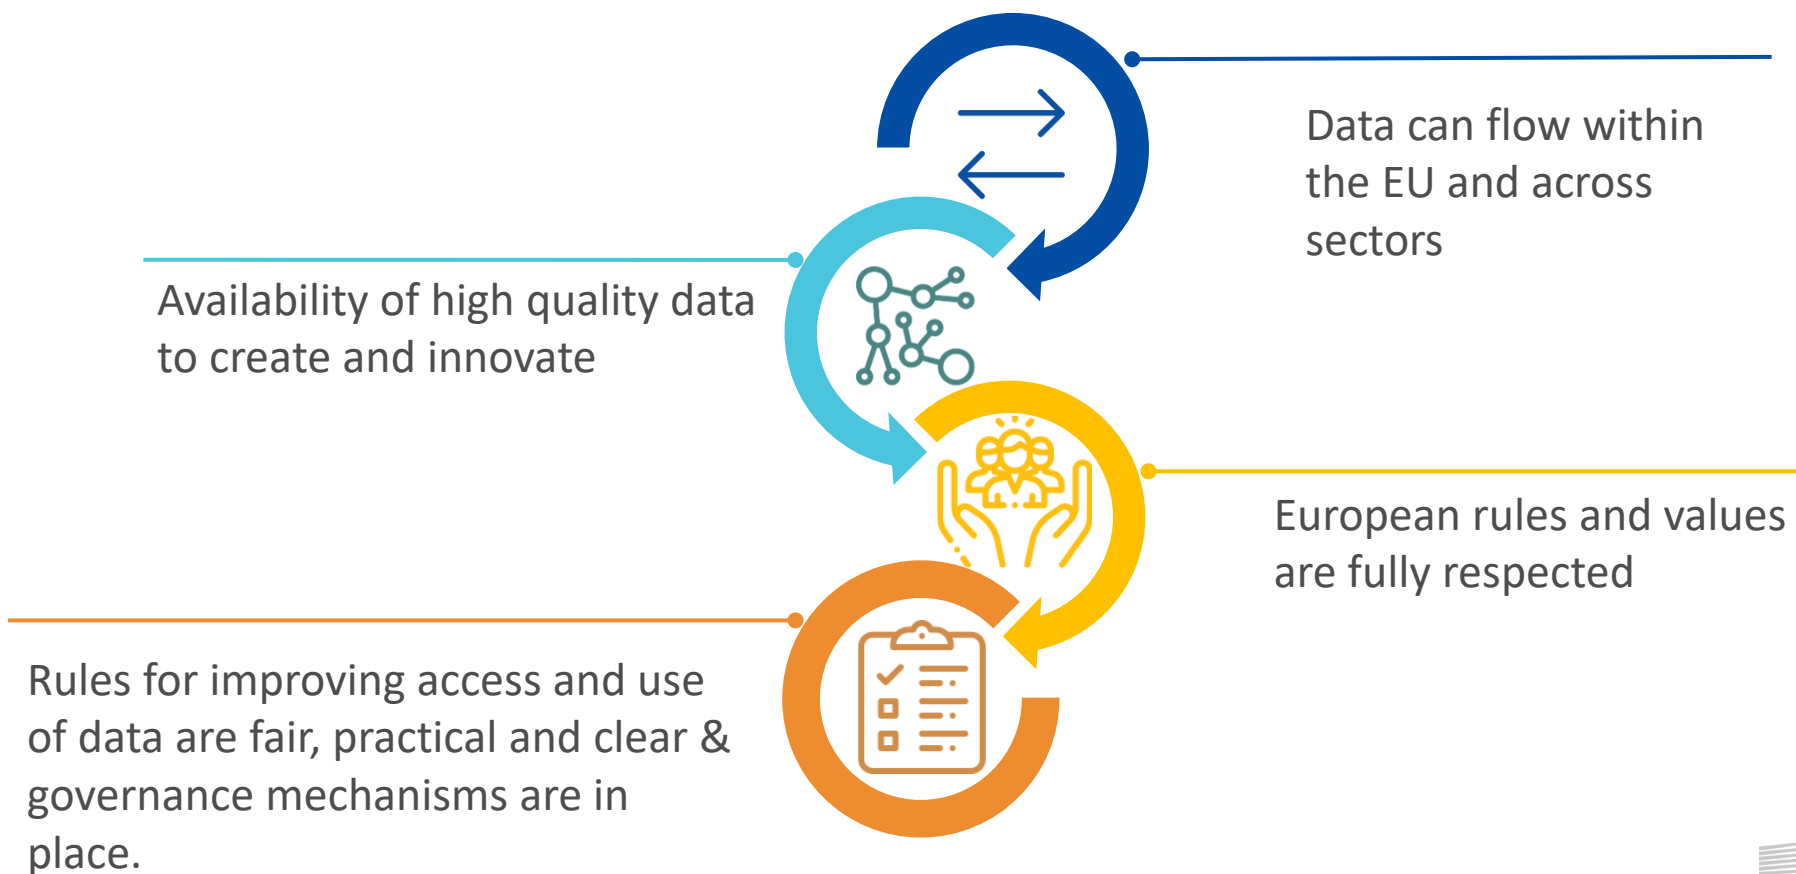 Data can flow within
the EU and across
sectors
Availability of high quality data
to create and innovate
European rules and values
are fully respected
Rules for improving access and use
of data are fair, practical and clear &
governance mechanisms are in
place.